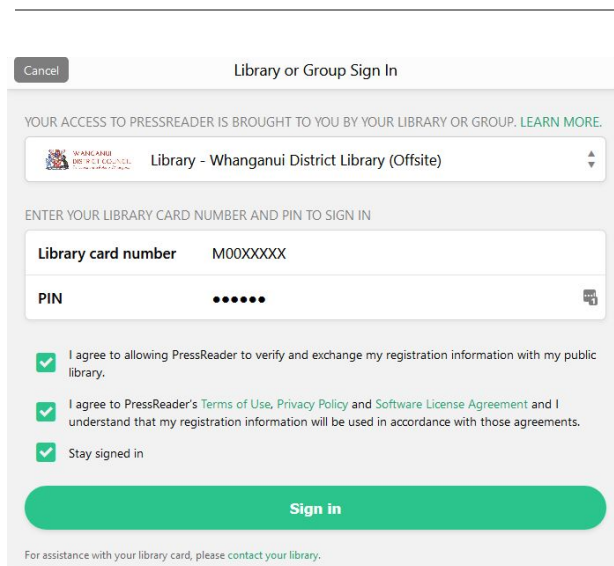 Cancel
Library or Group Sign In
YOUR ACCESS TO PRESSREADER IS BROUGHT TO YOU BY YOUR LIBRARY OR GROUP. LEARN MORE.
WANGANUI
DISTRICT COUNCIL
Library - Whanganui District Library (Offsite)
ENTER YOUR LIBRARY CARD NUMBER AND PIN TO SIGN IN
Library card number M00XXXXX
PIN ●●●●●●
I agree to allowing PressReader to verify and exchange my registration information with my public
library.
I agree to PressReader's Terms of Use, Privacy Policy and Software License Agreement and I
understand that my registration information will be used in accordance with those agreements.
Stay signed in
Sign in
For assistance with your library card, please contact your library.